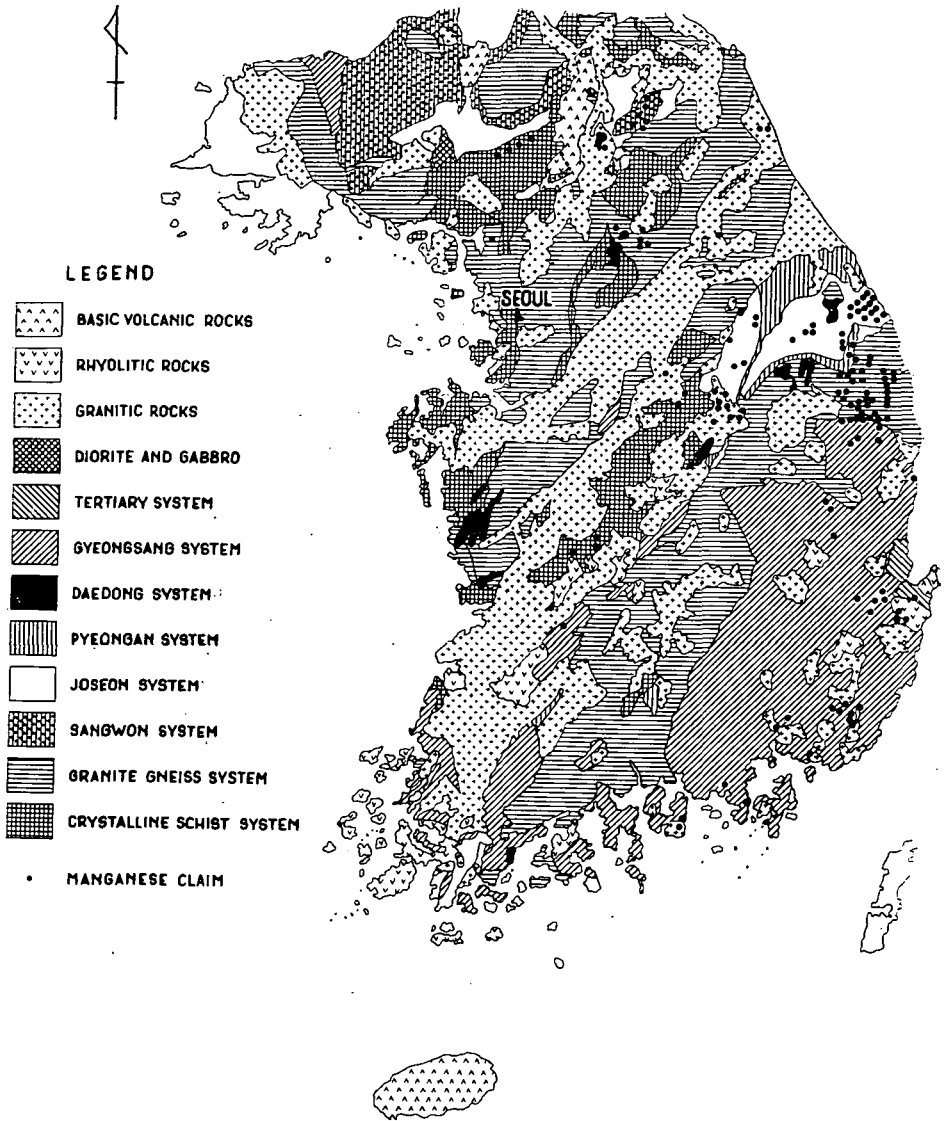 SEOUL
LEGEND
BASIC VOLCANIC ROCKS
RHYOLITIC ROCKS
GRANITIC ROCKS
DIORITE AND GABBRO
TERTIARY SYSTEM
GYEONGSANG SYSTEM
DAEDONG SYSTEM
PYEONGAN SYSTEM
JOSEON SYSTEM
SANGWON SYSTEM
GRANITE GNEISS SYSTEM
CRYSTALLINE SCHIST SYSTEM
MANGANESE CLAIM